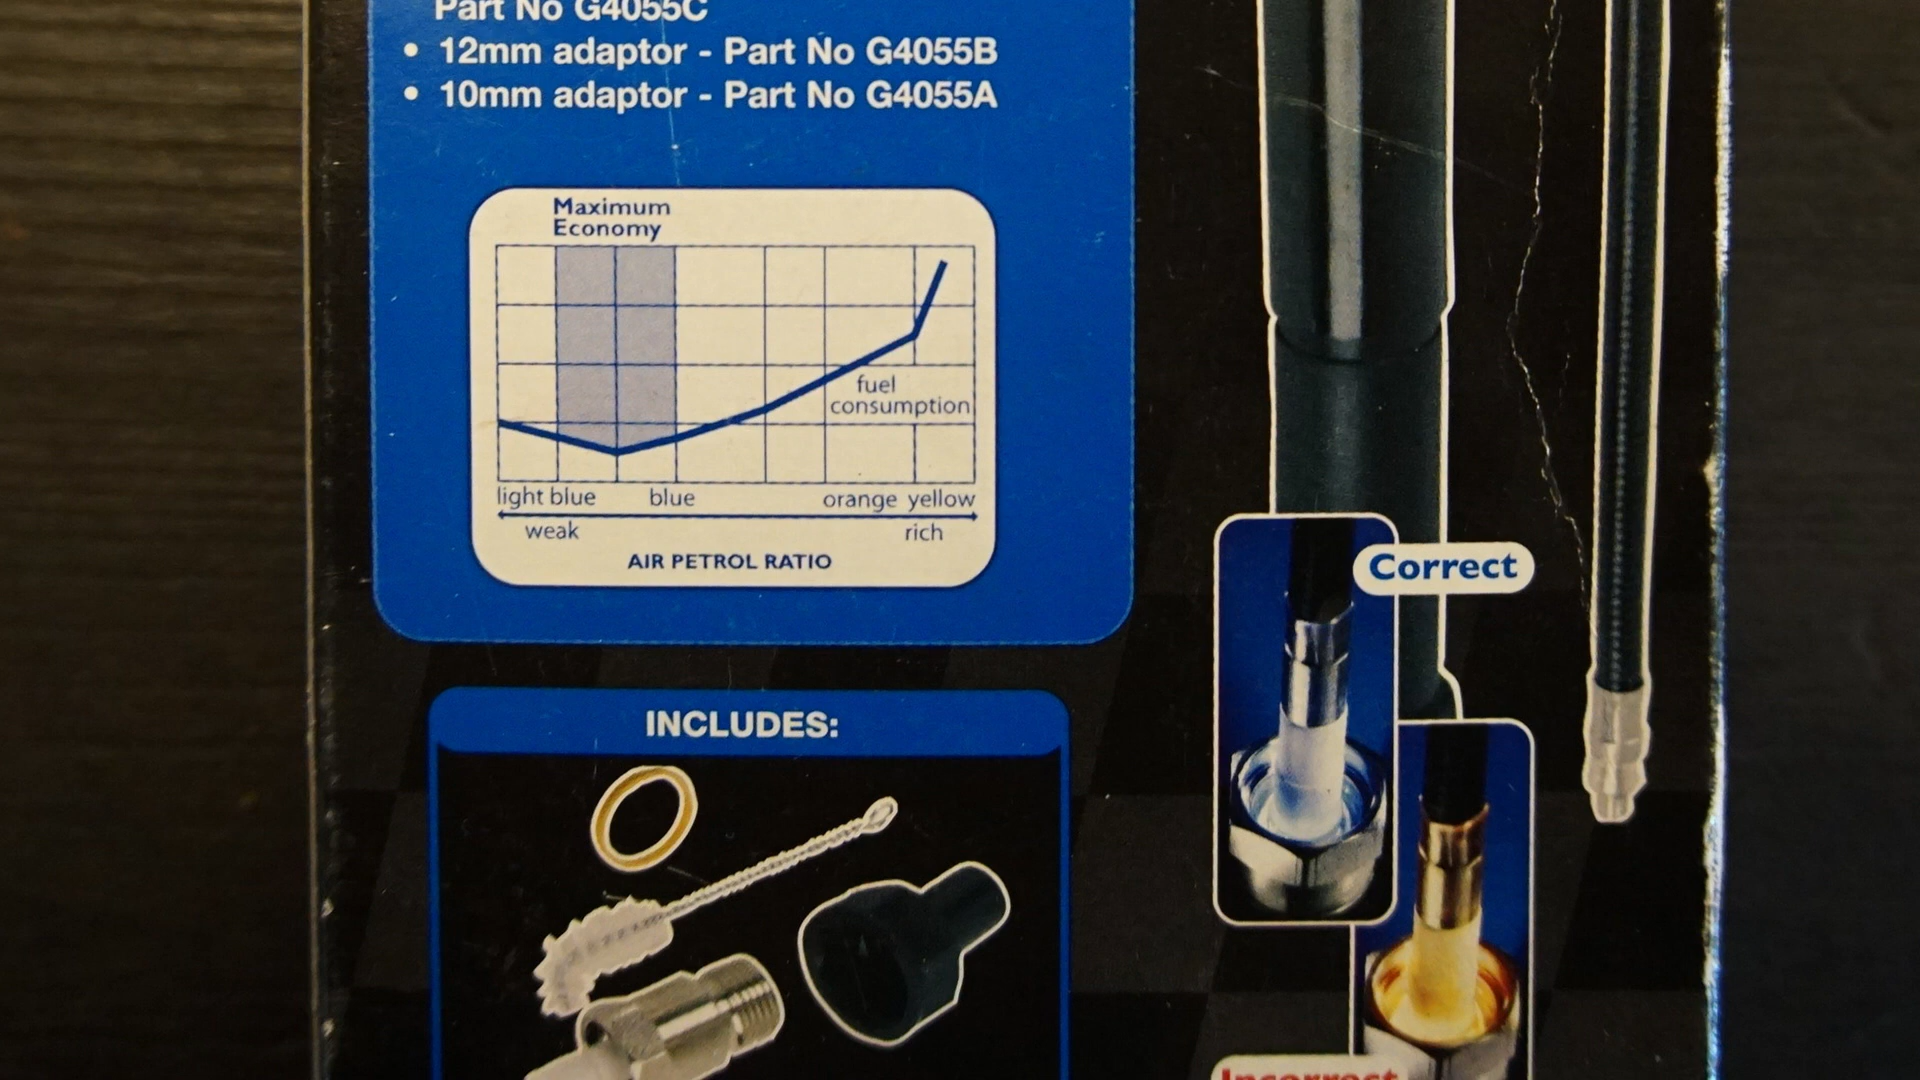 Part No G4055C
• 12mm adaptor - Part No G4055B
• 10mm adaptor - Part No G4055A
Maximum
Economy
fuel
consumption
light blue blue orange yellow
weak rich
AIR PETROL RATIO
Correct
INCLUDES:
Incorrect